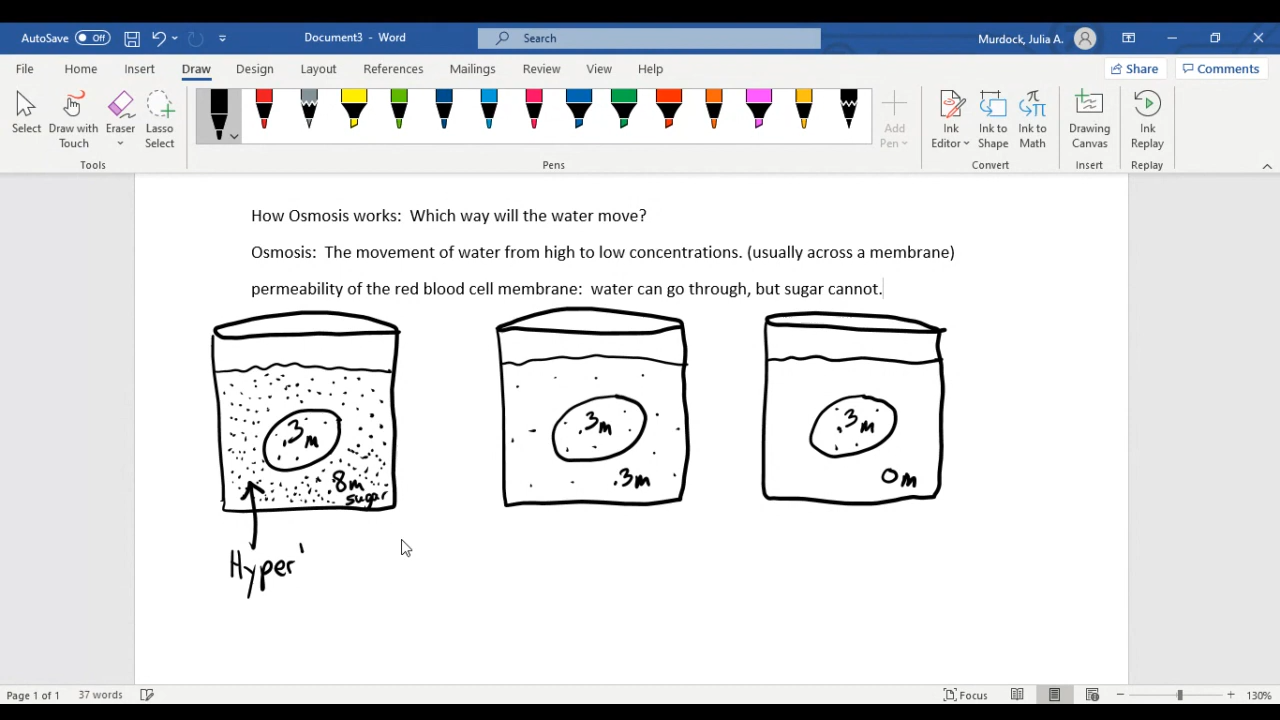 AutoSave Off Document3 - Word Search Murdock, Julia A.
File Home Insert Draw Design Layout References Mailings Review View Help Share Comments
Select Draw with Touch Eraser Lasso Select Add Pen Ink Editor Ink to Shape Ink to Math Drawing Canvas Ink Replay
Tools Pens Convert Insert Replay
How Osmosis works: Which way will the water move?
Osmosis: The movement of water from high to low concentrations. (usually across a membrane)
permeability of the red blood cell membrane: water can go through, but sugar cannot.
.3m
.8m
sugar
.3m
.3m
.3m
0m
Hyper
Page 1 of 1 37 words Focus 130%